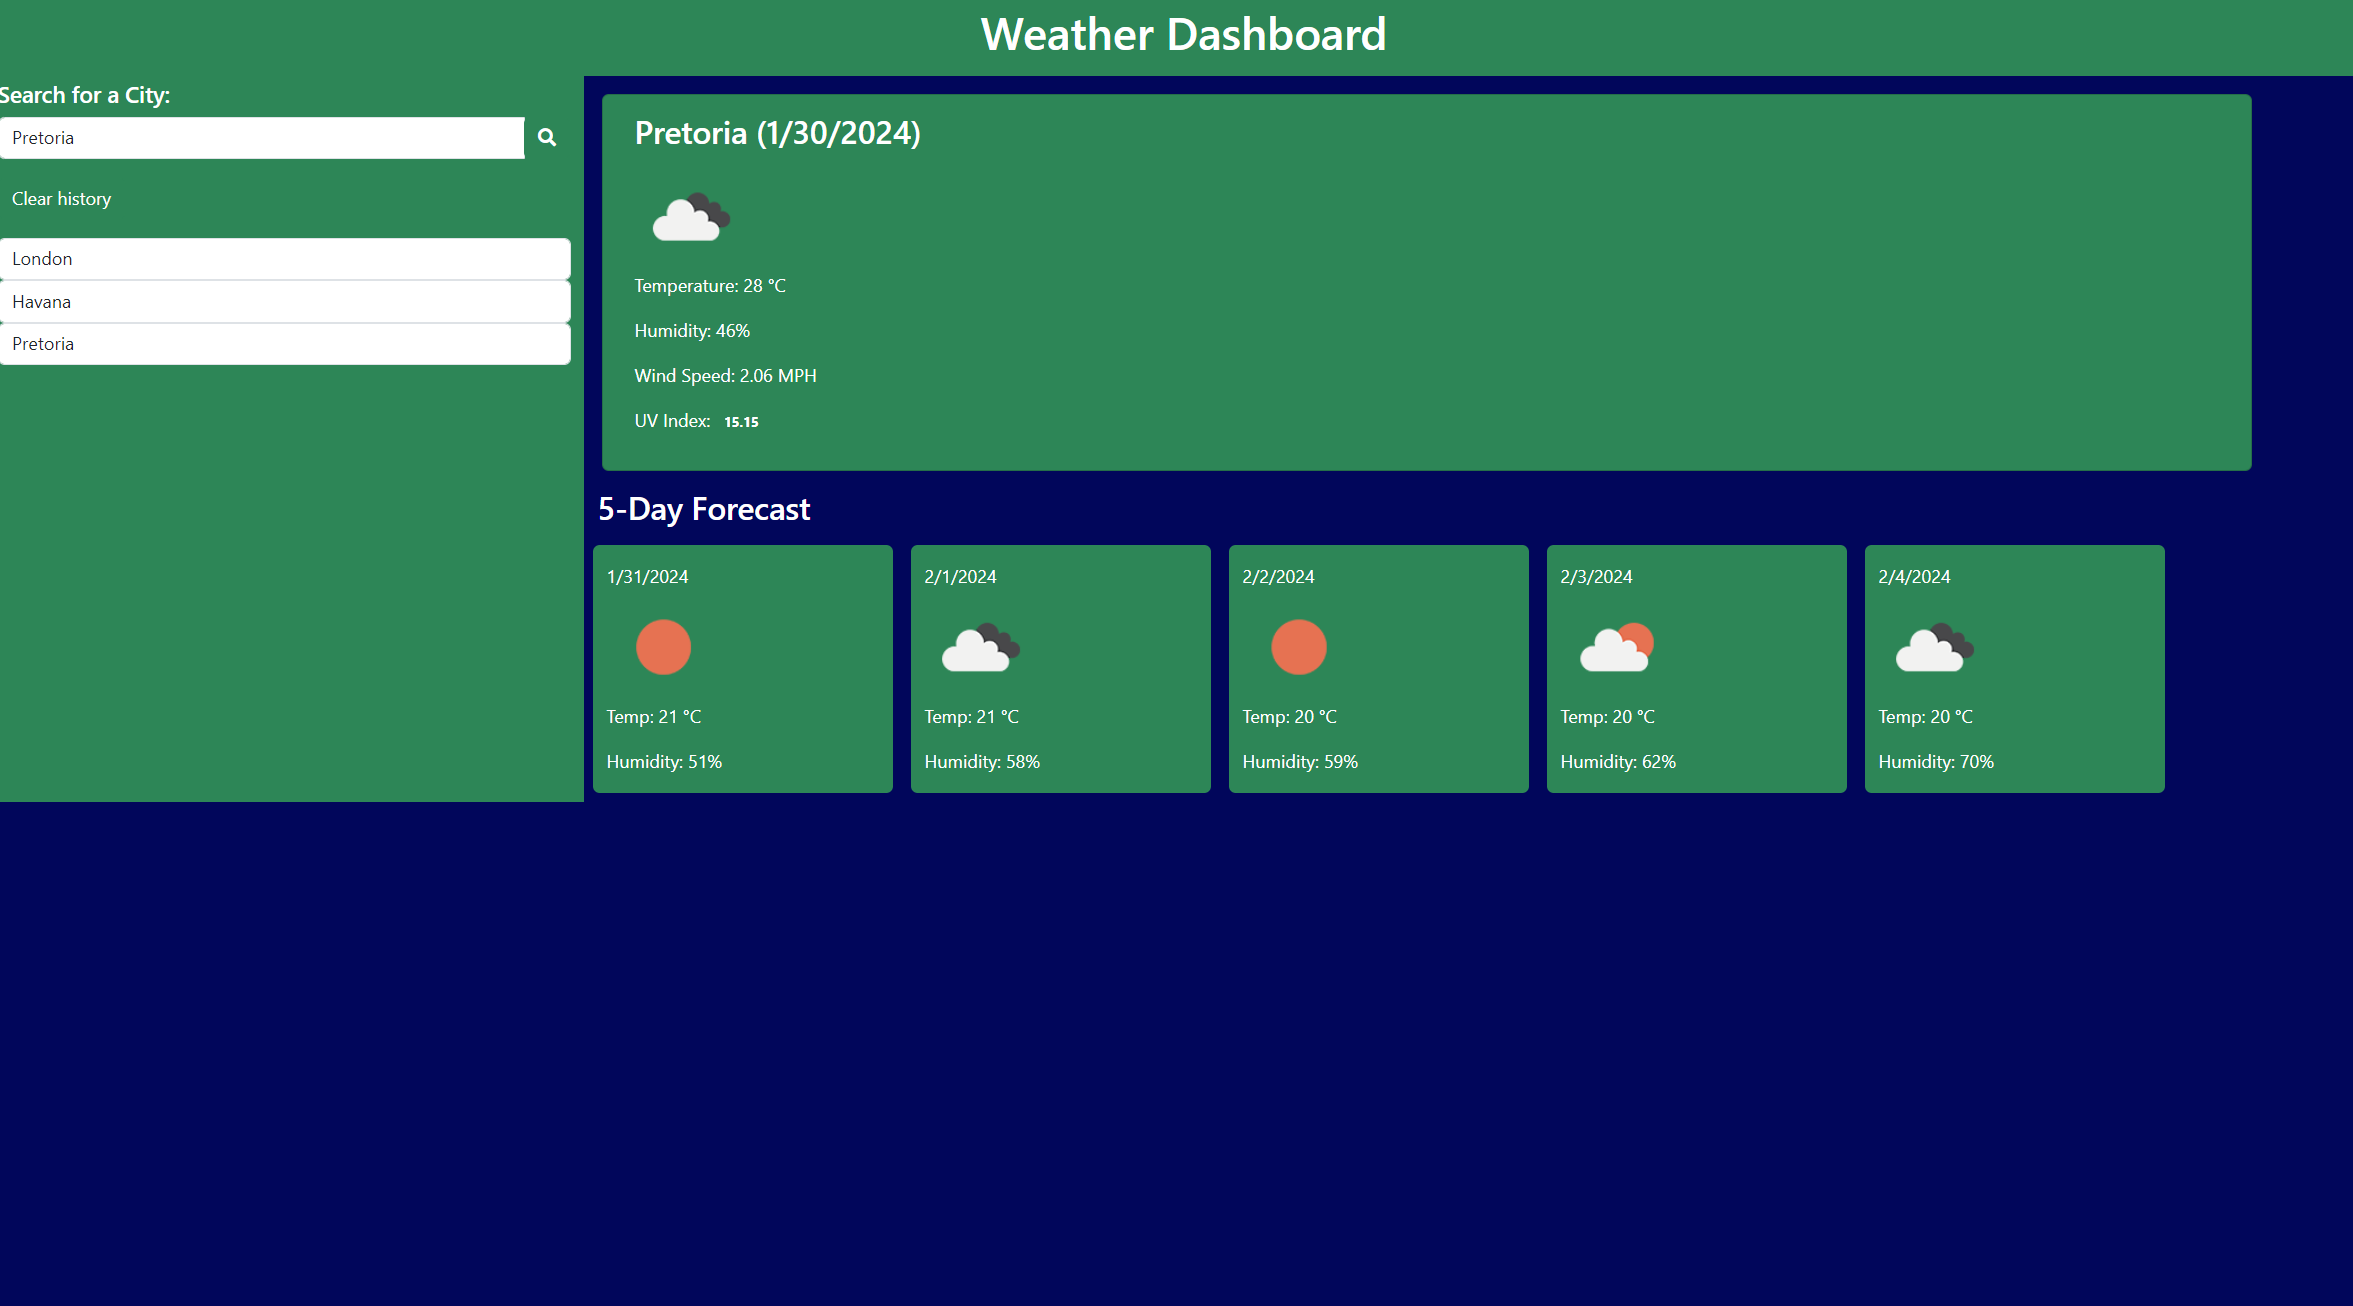 Weather Dashboard
Search for a City:
Pretoria
Clear history
London
Havana
Pretoria
Pretoria (1/30/2024)
Temperature: 28 °C
Humidity: 46%
Wind Speed: 2.06 MPH
UV Index: 15.15
5-Day Forecast
1/31/2024
Temp: 21 °C
Humidity: 51%
2/1/2024
Temp: 21 °C
Humidity: 58%
2/2/2024
Temp: 20 °C
Humidity: 59%
2/3/2024
Temp: 20 °C
Humidity: 62%
2/4/2024
Temp: 20 °C
Humidity: 70%